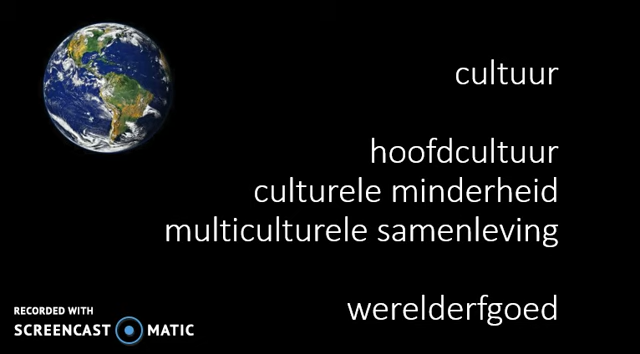 cultuur
hoofdcultuur
culturele minderheid
multiculturele samenleving
werelderfgoed
RECORDED WITH
SCREENCAST MATIC